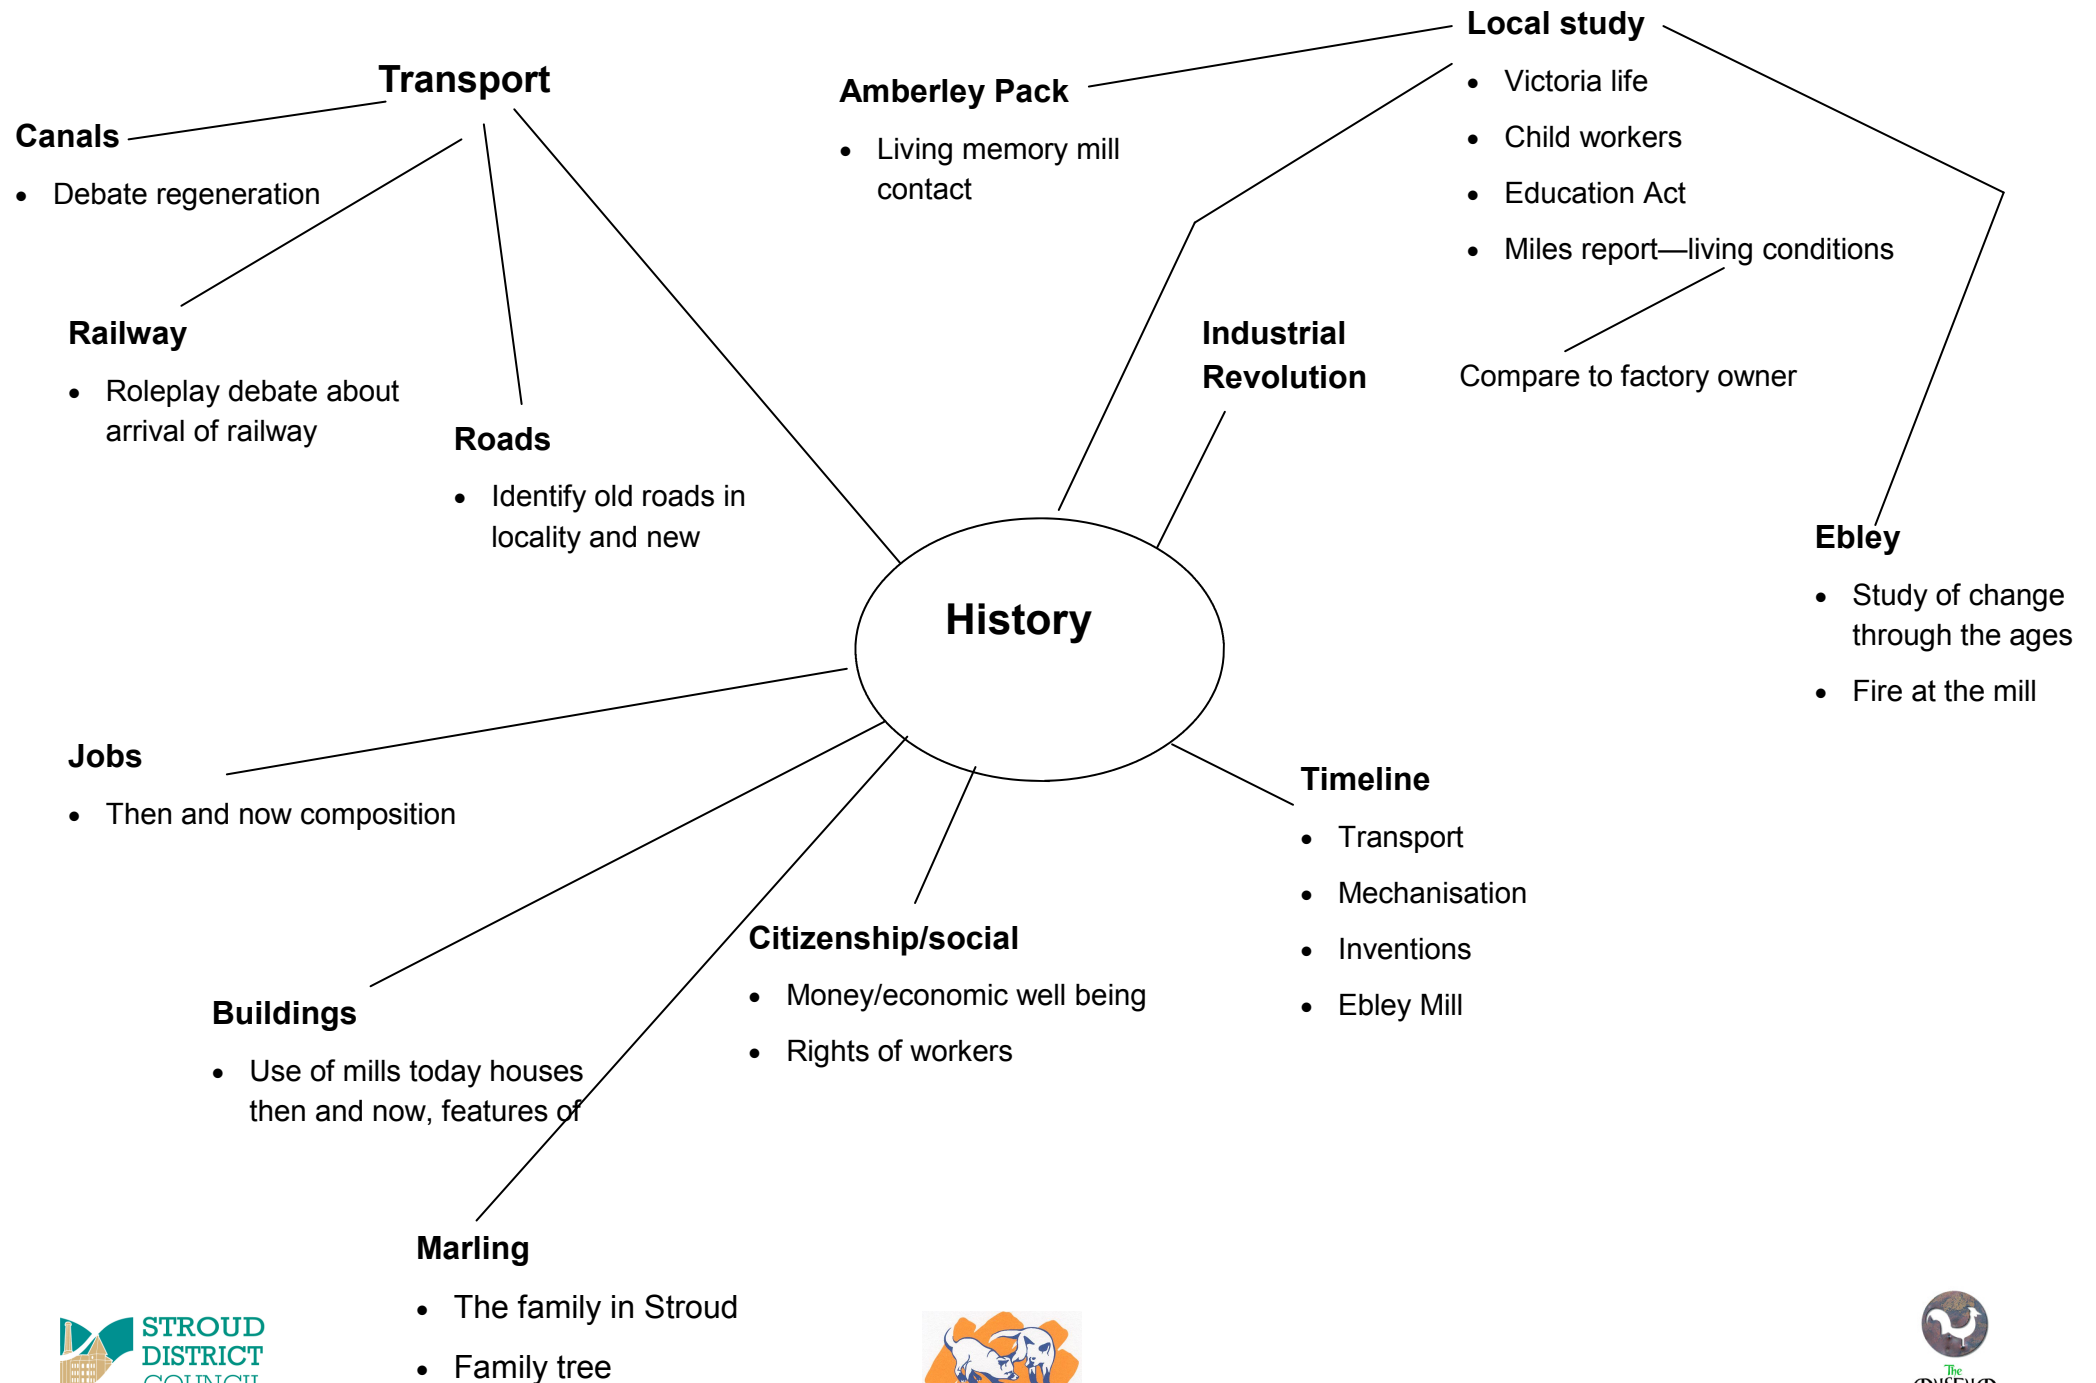 Local study
• Victoria life
• Child workers
• Education Act
• Miles report—living conditions
Compare to factory owner
Transport
Amberley Pack
• Living memory mill
contact
Canals
• Debate regeneration
Railway
• Roleplay debate about
arrival of railway
Roads
• Identify old roads in
locality and new
Industrial
Revolution
Ebley
• Study of change
through the ages
• Fire at the mill
History
Jobs
• Then and now composition
Timeline
• Transport
• Mechanisation
• Inventions
• Ebley Mill
Citizenship/social
• Money/economic well being
• Rights of workers
Buildings
• Use of mills today houses
then and now, features of
Marling
• The family in Stroud
• Family tree
STROUD
DISTRICT
COUNCIL
The
MUSEUM